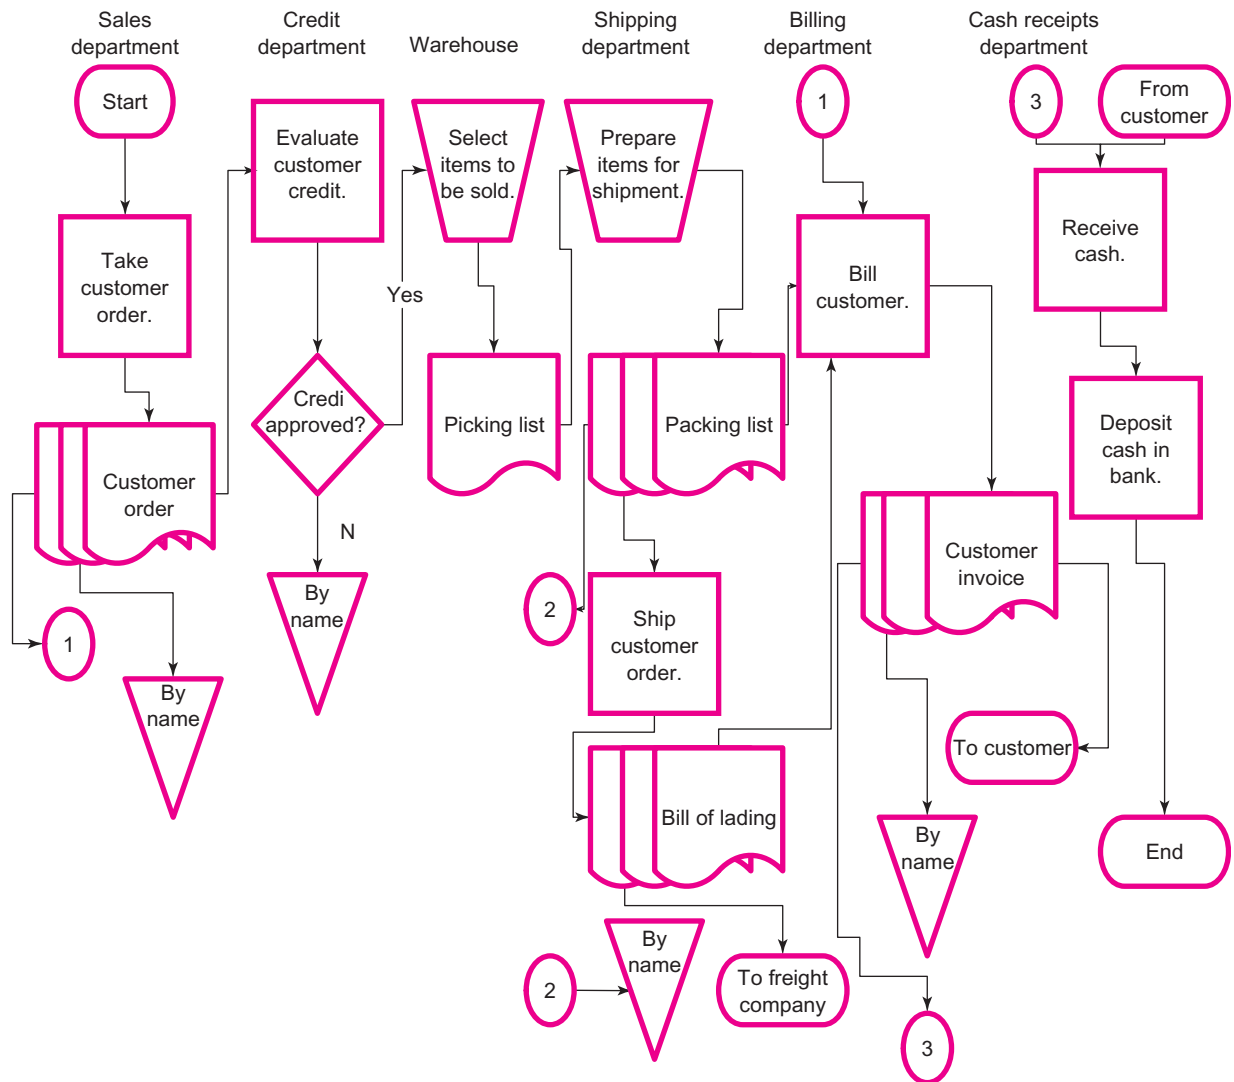 Sales
department
Credit
department
Warehouse
Shipping
department
Billing
department
Cash receipts
department
Start
1
3
From
customer
Evaluate
customer
credit.
Select
items to
be sold.
Prepare
items for
shipment.
Receive
cash.
Take
customer
order.
Bill
customer.
Yes
Credi
approved?
Picking list
Packing list
Deposit
cash in
bank.
Customer
order
N
Customer
invoice
By
name
2
Ship
customer
order.
1
By
name
To customer
Bill of lading
By
name
End
By
name
2
To freight
company
3